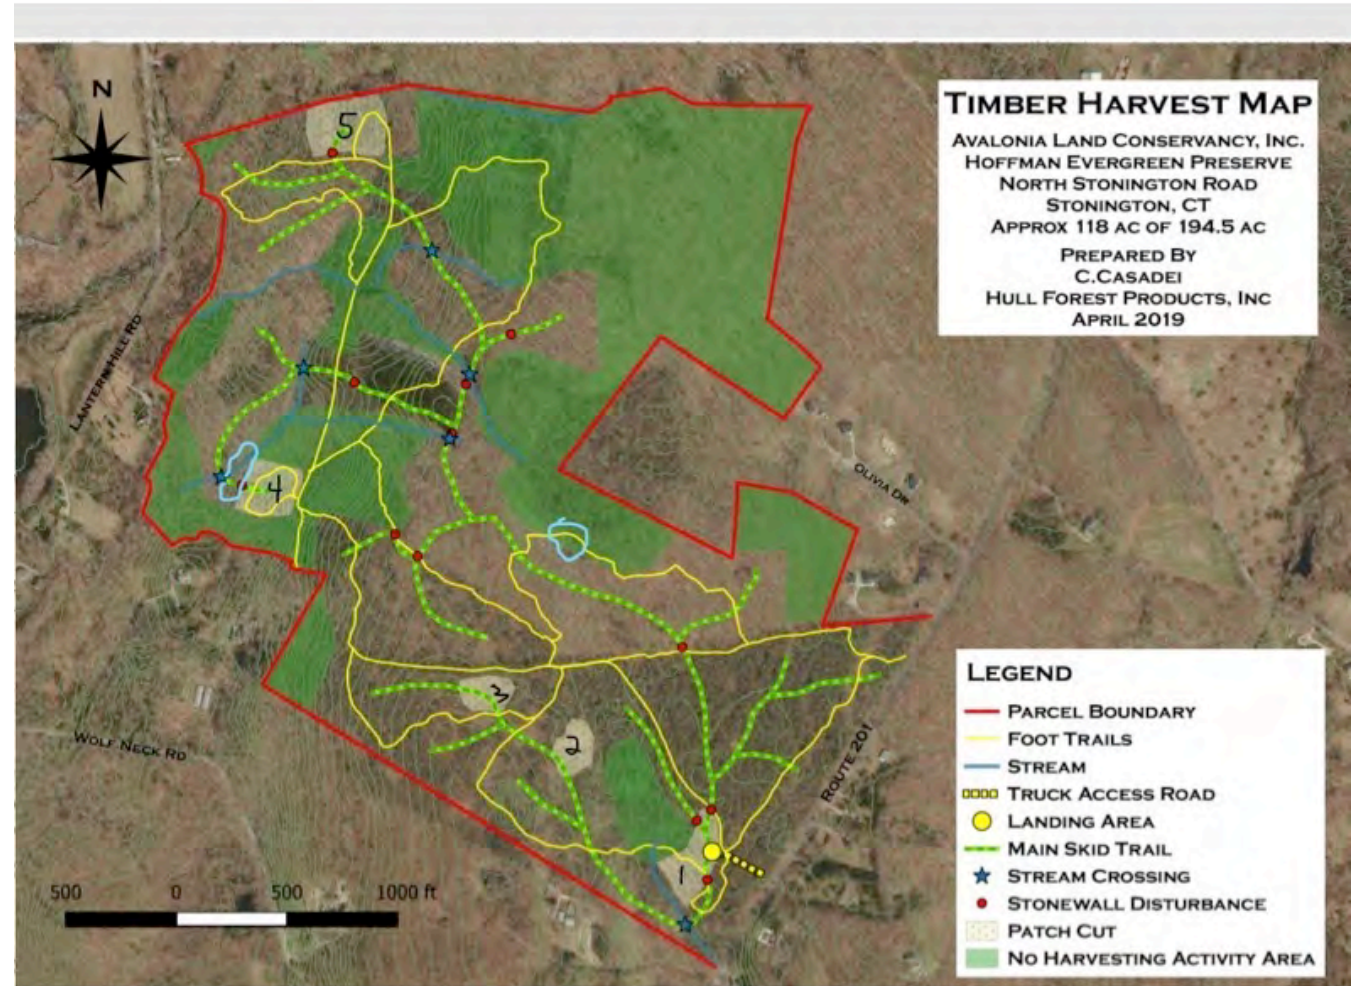 N
TIMBER HARVEST MAP
AVALONIA LAND CONSERVANCY, INC.
HOFFMAN EVERGREEN PRESERVE
NORTH STONINGTON ROAD
STONINGTON, CT
APPROX 118 AC OF 194.5 AC
PREPARED BY
C.CASADEI
HULL FOREST PRODUCTS, INC
APRIL 2019
5
LANTERN HILL RD
4
OLIVIA DR
3
2
WOLF NECK RD
ROUTE 201
1
500 0 500 1000 ft
LEGEND
PARCEL BOUNDARY
FOOT TRAILS
STREAM
TRUCK ACCESS ROAD
LANDING AREA
MAIN SKID TRAIL
STREAM CROSSING
STONEWALL DISTURBANCE
PATCH CUT
NO HARVESTING ACTIVITY AREA